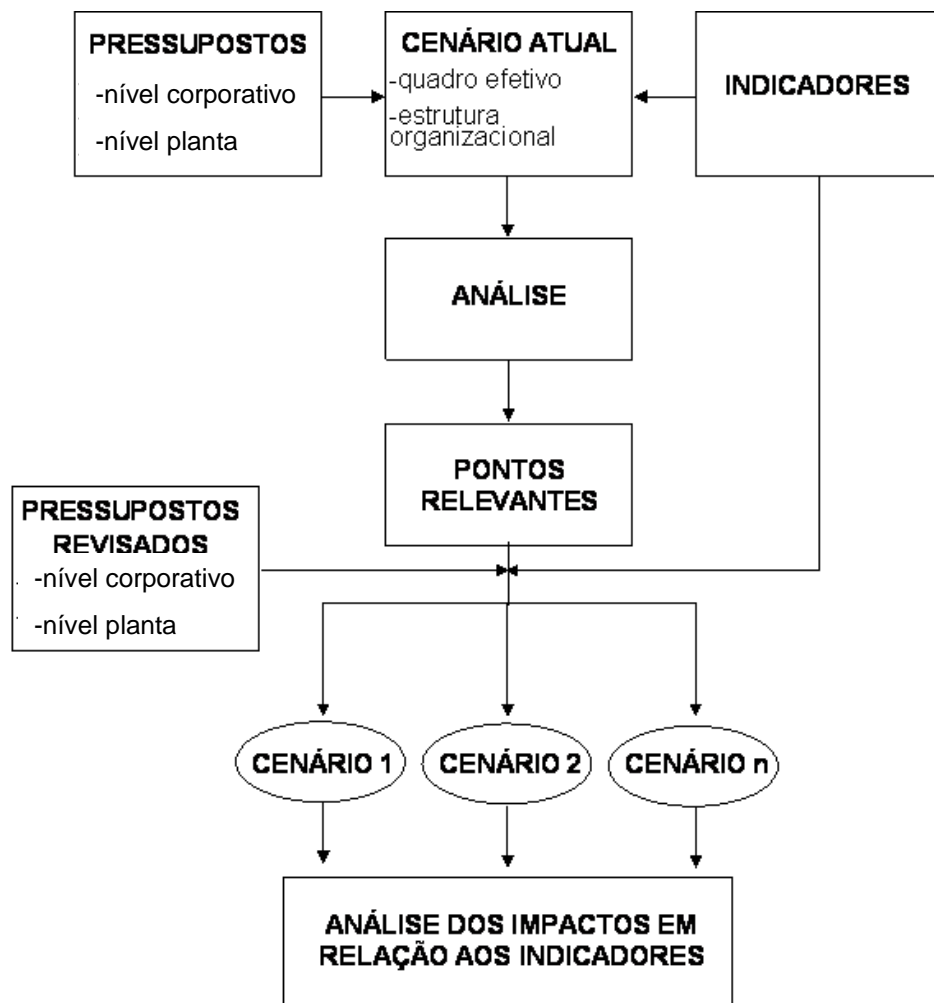 PRESSUPOSTOS
-nível corporativo
-nível planta
CENÁRIO ATUAL
-quadro efetivo
-estrutura
organizacional
INDICADORES
ANÁLISE
PONTOS
RELEVANTES
PRESSUPOSTOS
REVISADOS
-nível corporativo
-nível planta
CENÁRIO 1
CENÁRIO 2
CENÁRIO n
ANÁLISE DOS IMPACTOS EM
RELAÇÃO AOS INDICADORES